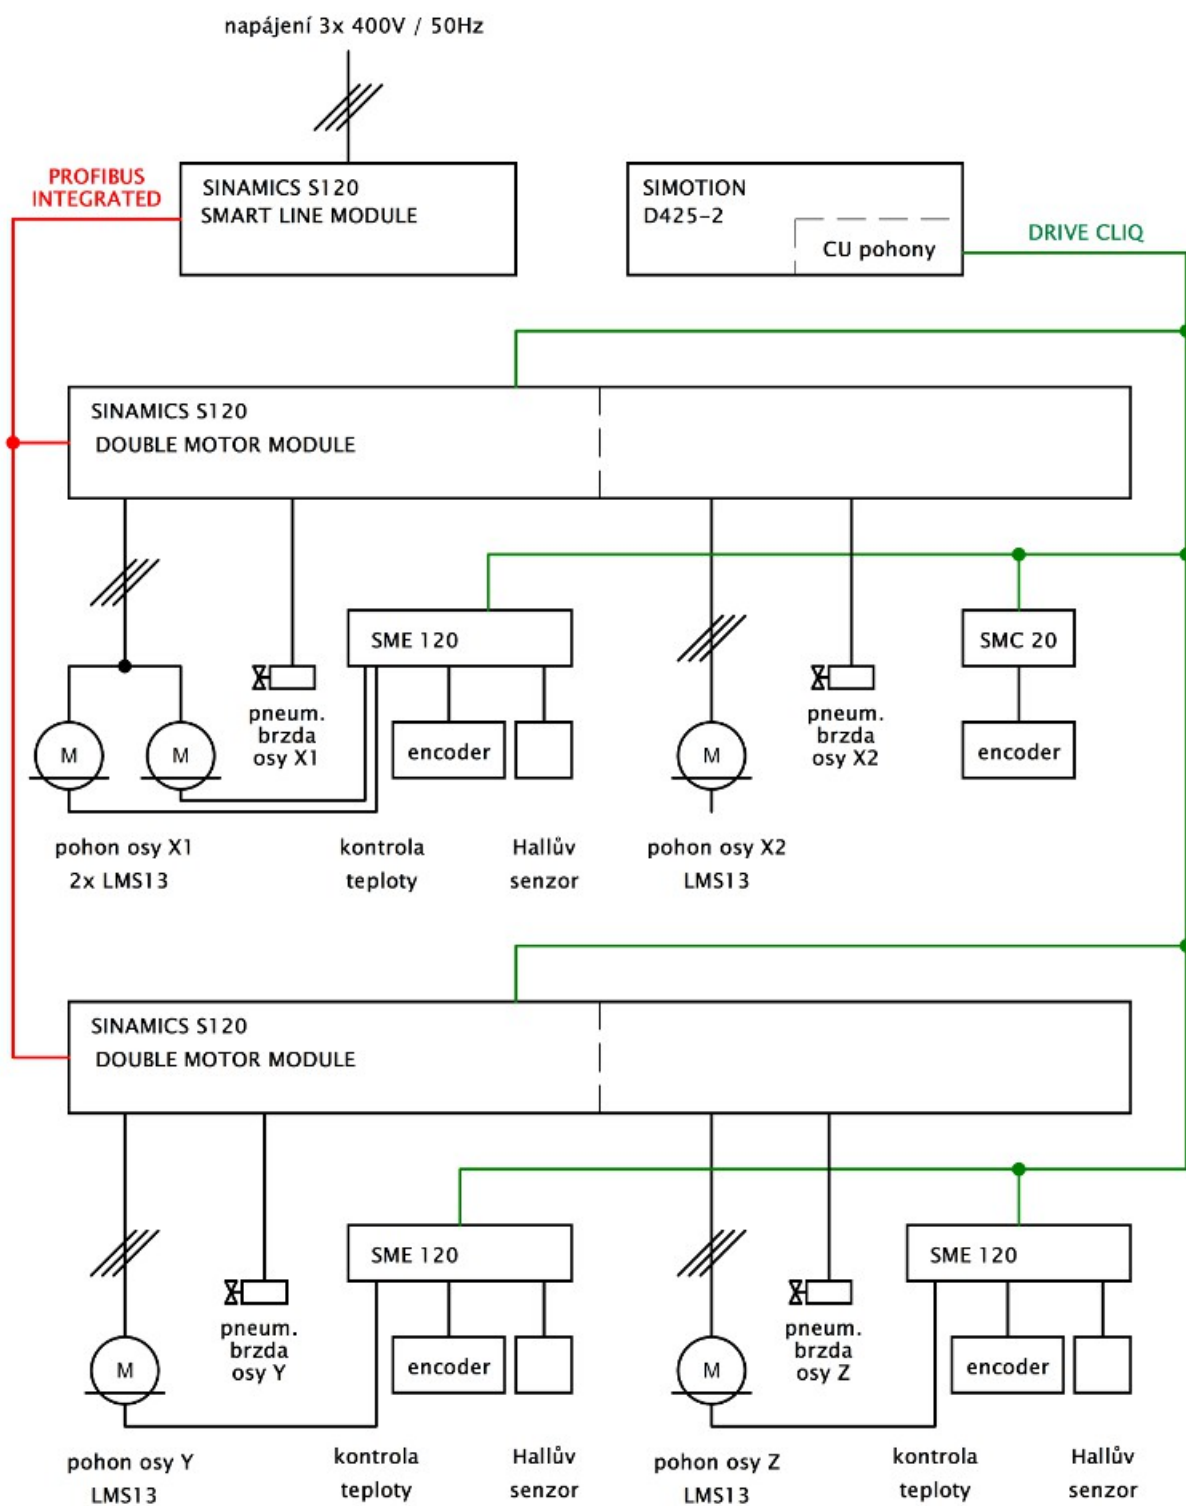 napájení 3x 400V / 50Hz
PROFIBUS
INTEGRATED
SINAMICS S120
SMART LINE MODULE
SIMOTION
D425-2
CU pohony
DRIVE CLIQ
SINAMICS S120
DOUBLE MOTOR MODULE
SME 120
SMC 20
pneum.
brzda
osy X1
pneum.
brzda
osy X2
M
M
encoder
M
encoder
pohon osy X1
2x LMS13
kontrola
teploty
Hallův
senzor
pohon osy X2
LMS13
SINAMICS S120
DOUBLE MOTOR MODULE
SME 120
SME 120
pneum.
brzda
osy Y
pneum.
brzda
osy Z
M
encoder
M
encoder
pohon osy Y
LMS13
kontrola
teploty
Hallův
senzor
pohon osy Z
LMS13
kontrola
teploty
Hallův
senzor